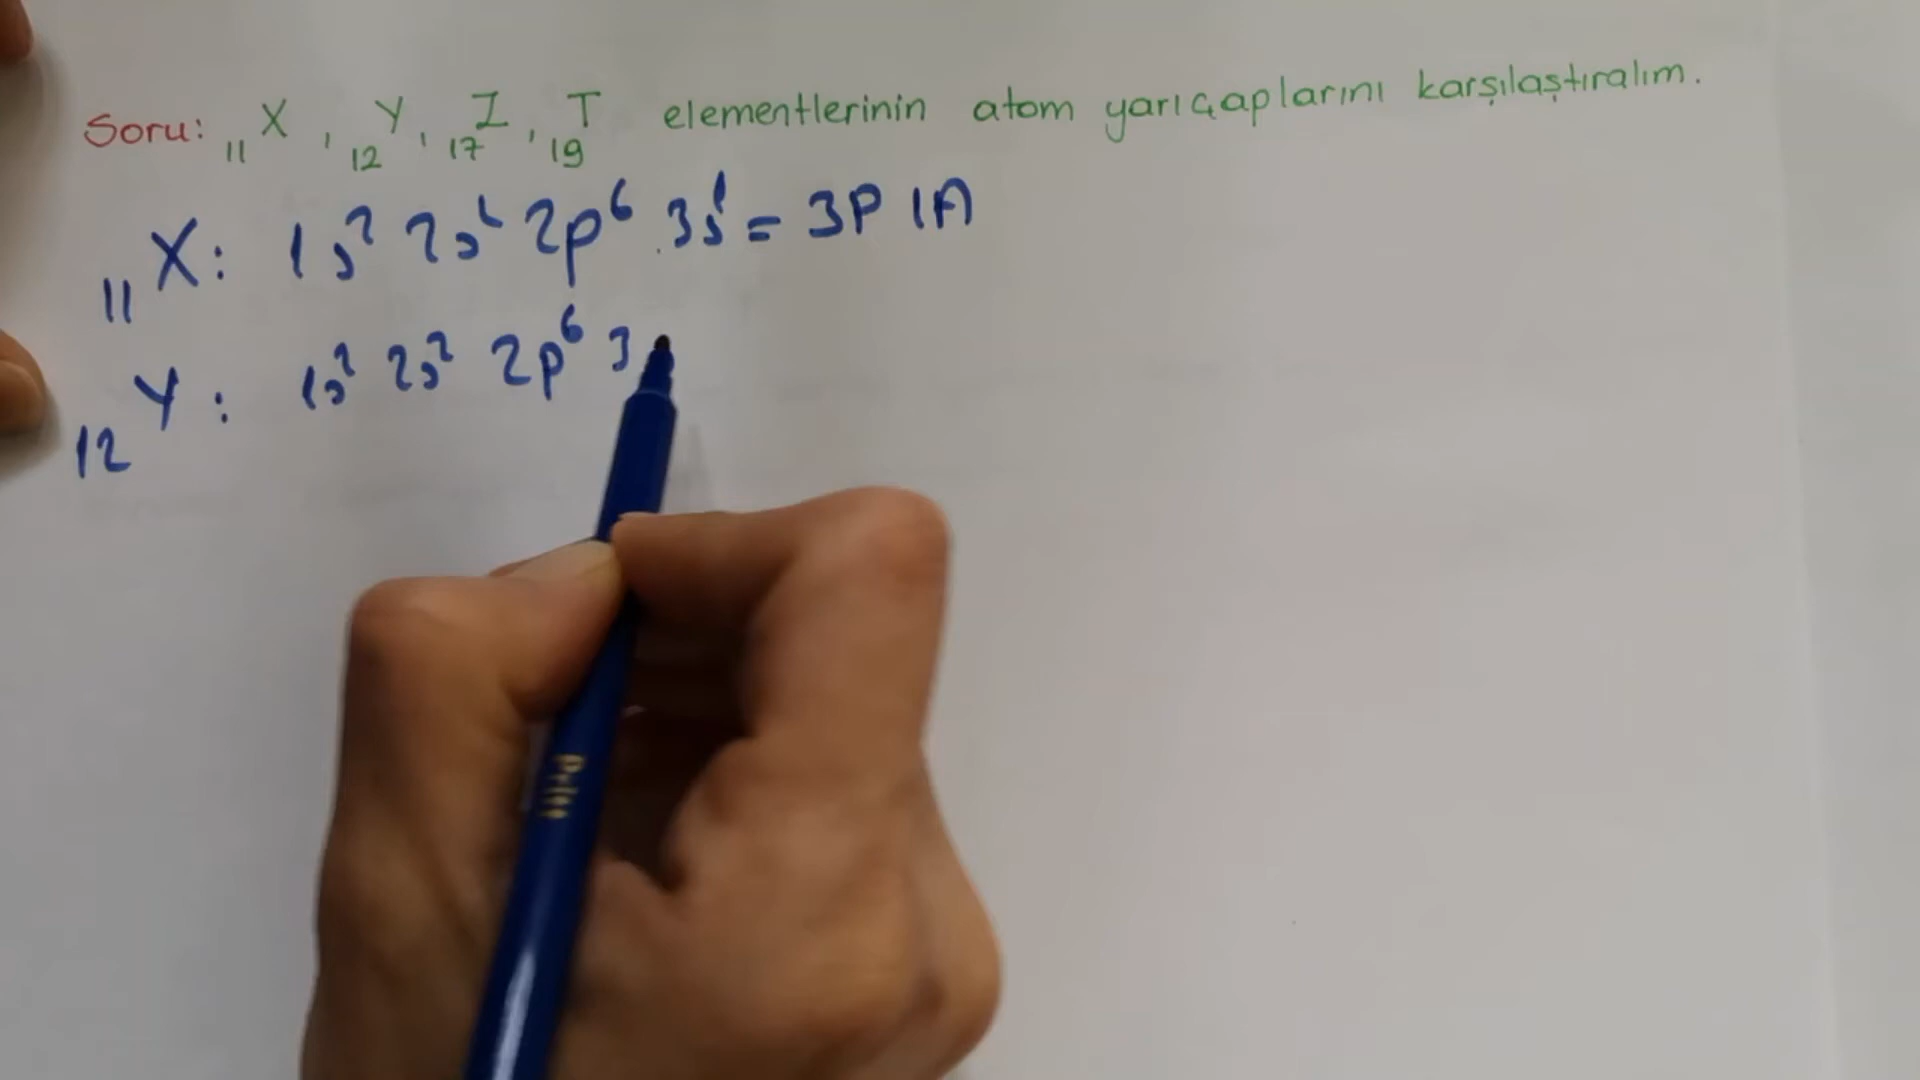 Soru: ₁₁X, ₁₂Y, ₁₇Z, ₁₉T elementlerinin atom yarıçaplarını karşılaştıralım.
₁₁X: 1s² 2s² 2p⁶ 3s¹ = 3P 1A
₁₂Y: 1s² 2s² 2p⁶ 3
Pritt